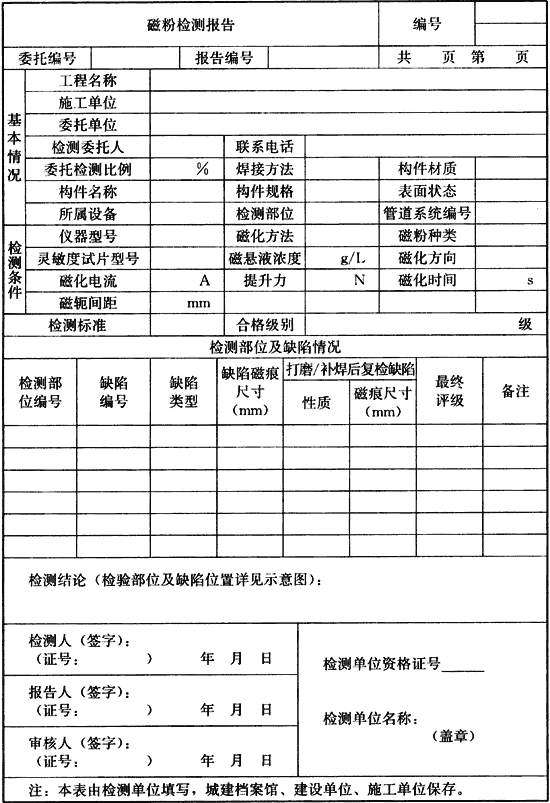 磁粉检测报告 编号
委托编号 报告编号 共 页 第 页
基本情况
工程名称
施工单位
委托单位
检测委托人 联系电话
委托检测比例 % 焊接方法 构件材质
构件名称 构件规格 表面状态
所属设备 检测部位 管道系统编号
检测条件
仪器型号 磁化方法 磁粉种类
灵敏度试片型号 磁悬液浓度 g/L 磁化方向
磁化电流 A 提升力 N 磁化时间 s
磁轭间距 mm
检测标准 合格级别 级
检测部位及缺陷情况
检测部位编号 缺陷编号 缺陷类型 缺陷磁痕尺寸（mm） 打磨/补焊后复检缺陷 最终评级 备注
性质 磁痕尺寸（mm）
检测结论（检验部位及缺陷位置详见示意图）：
检测人（签字）：
（证号： ） 年 月 日
报告人（签字）：
（证号： ） 年 月 日
审核人（签字）：
（证号： ） 年 月 日
检测单位资格证号_____
检测单位名称：
（盖章）
注：本表由检测单位填写，城建档案馆、建设单位、施工单位保存。